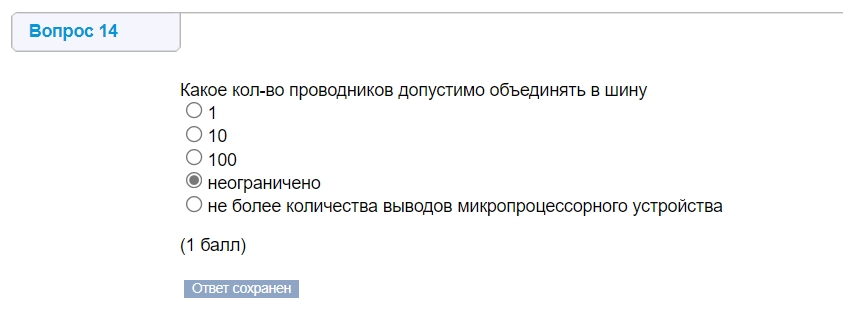 Вопрос 14
Какое кол-во проводников допустимо объединять в шину
1
10
100
неограничено
не более количества выводов микропроцессорного устройства
(1 балл)
Ответ сохранен